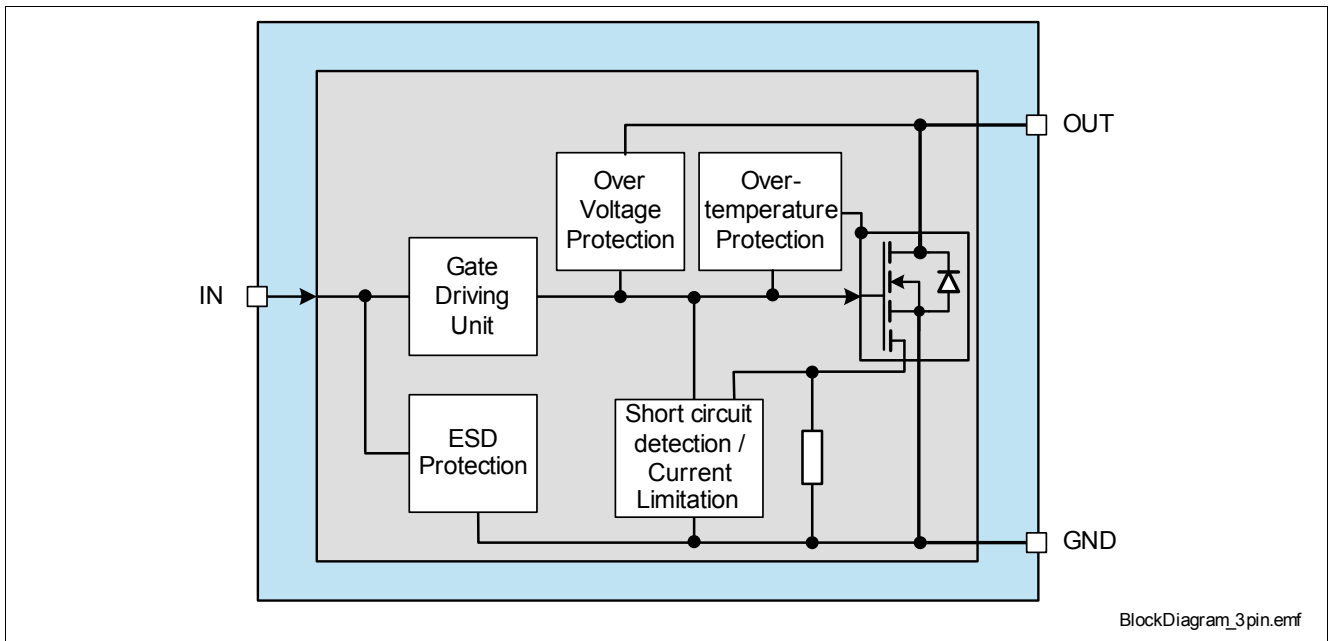 OUT
Over
Voltage
Protection
Over-
temperature
Protection
IN
Gate
Driving
Unit
ESD
Protection
Short circuit
detection /
Current
Limitation
GND
BlockDiagram_3pin.emf